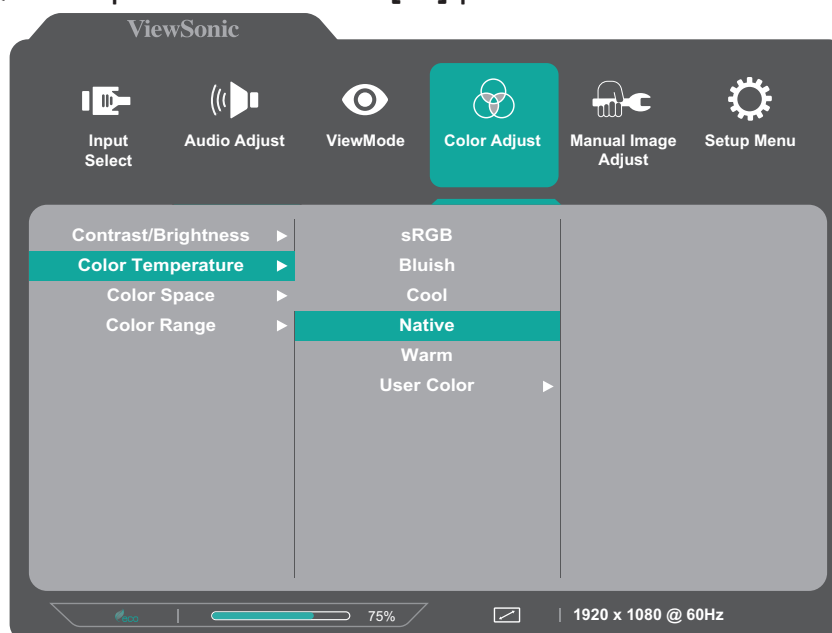 ViewSonic
Input
Select
Audio Adjust
ViewMode
Color Adjust
Manual Image
Adjust
Setup Menu
Contrast/Brightness
Color Temperature
Color Space
Color Range
sRGB
Bluish
Cool
Native
Warm
User Color
eco
75%
1920 x 1080 @ 60Hz